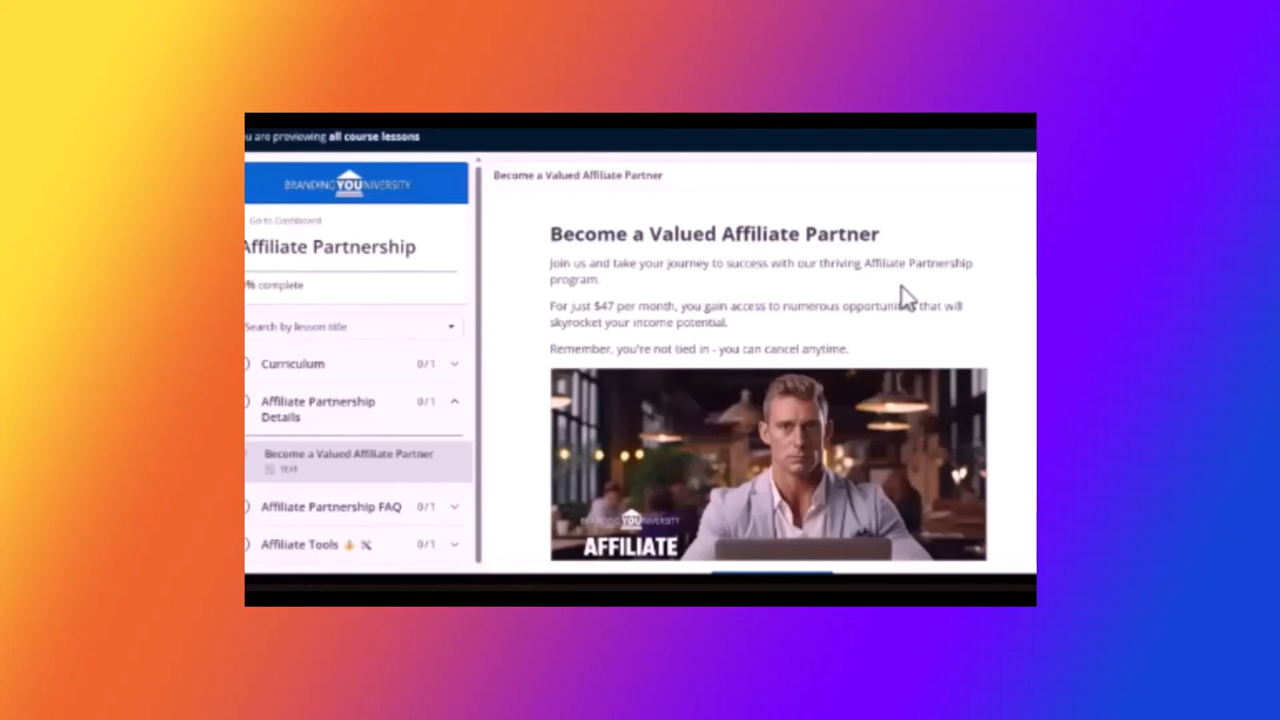 ou are previewing all course lessons
BRANDINGYOUNIVERSITY
Go to Dashboard
Affiliate Partnership
% complete
Search by lesson title
Curriculum 0/1
Affiliate Partnership 0/1
Details
Become a Valued Affiliate Partner
TEXT
Affiliate Partnership FAQ 0/1
Affiliate Tools 0/1
Become a Valued Affiliate Partner
Become a Valued Affiliate Partner
Join us and take your journey to success with our thriving Affiliate Partnership
program.
For just $47 per month, you gain access to numerous opportunities that will
skyrocket your income potential.
Remember, you're not tied in - you can cancel anytime.
BRANDINGYOUNIVERSITY
AFFILIATE